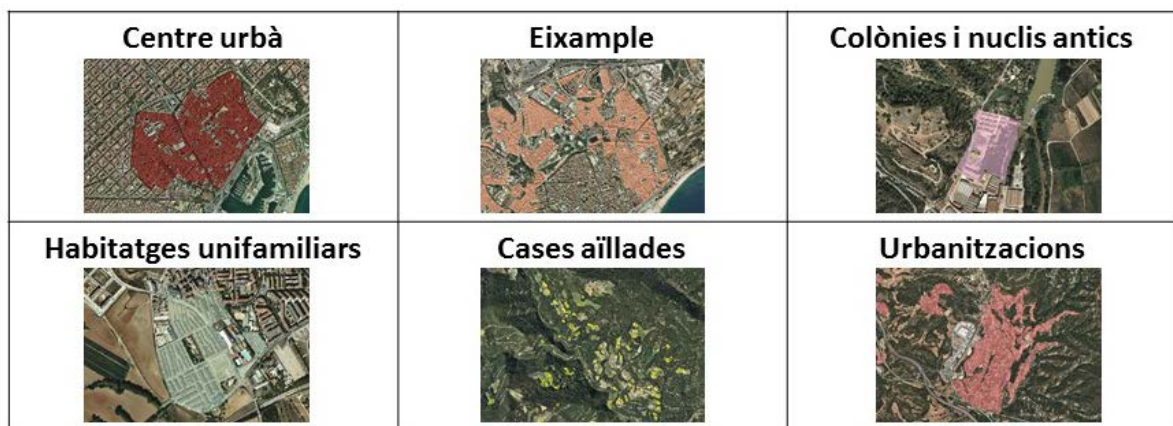 Centre urbà
Eixample
Colònies i nuclis antics
Habitatges unifamiliars
Cases aïllades
Urbanitzacions